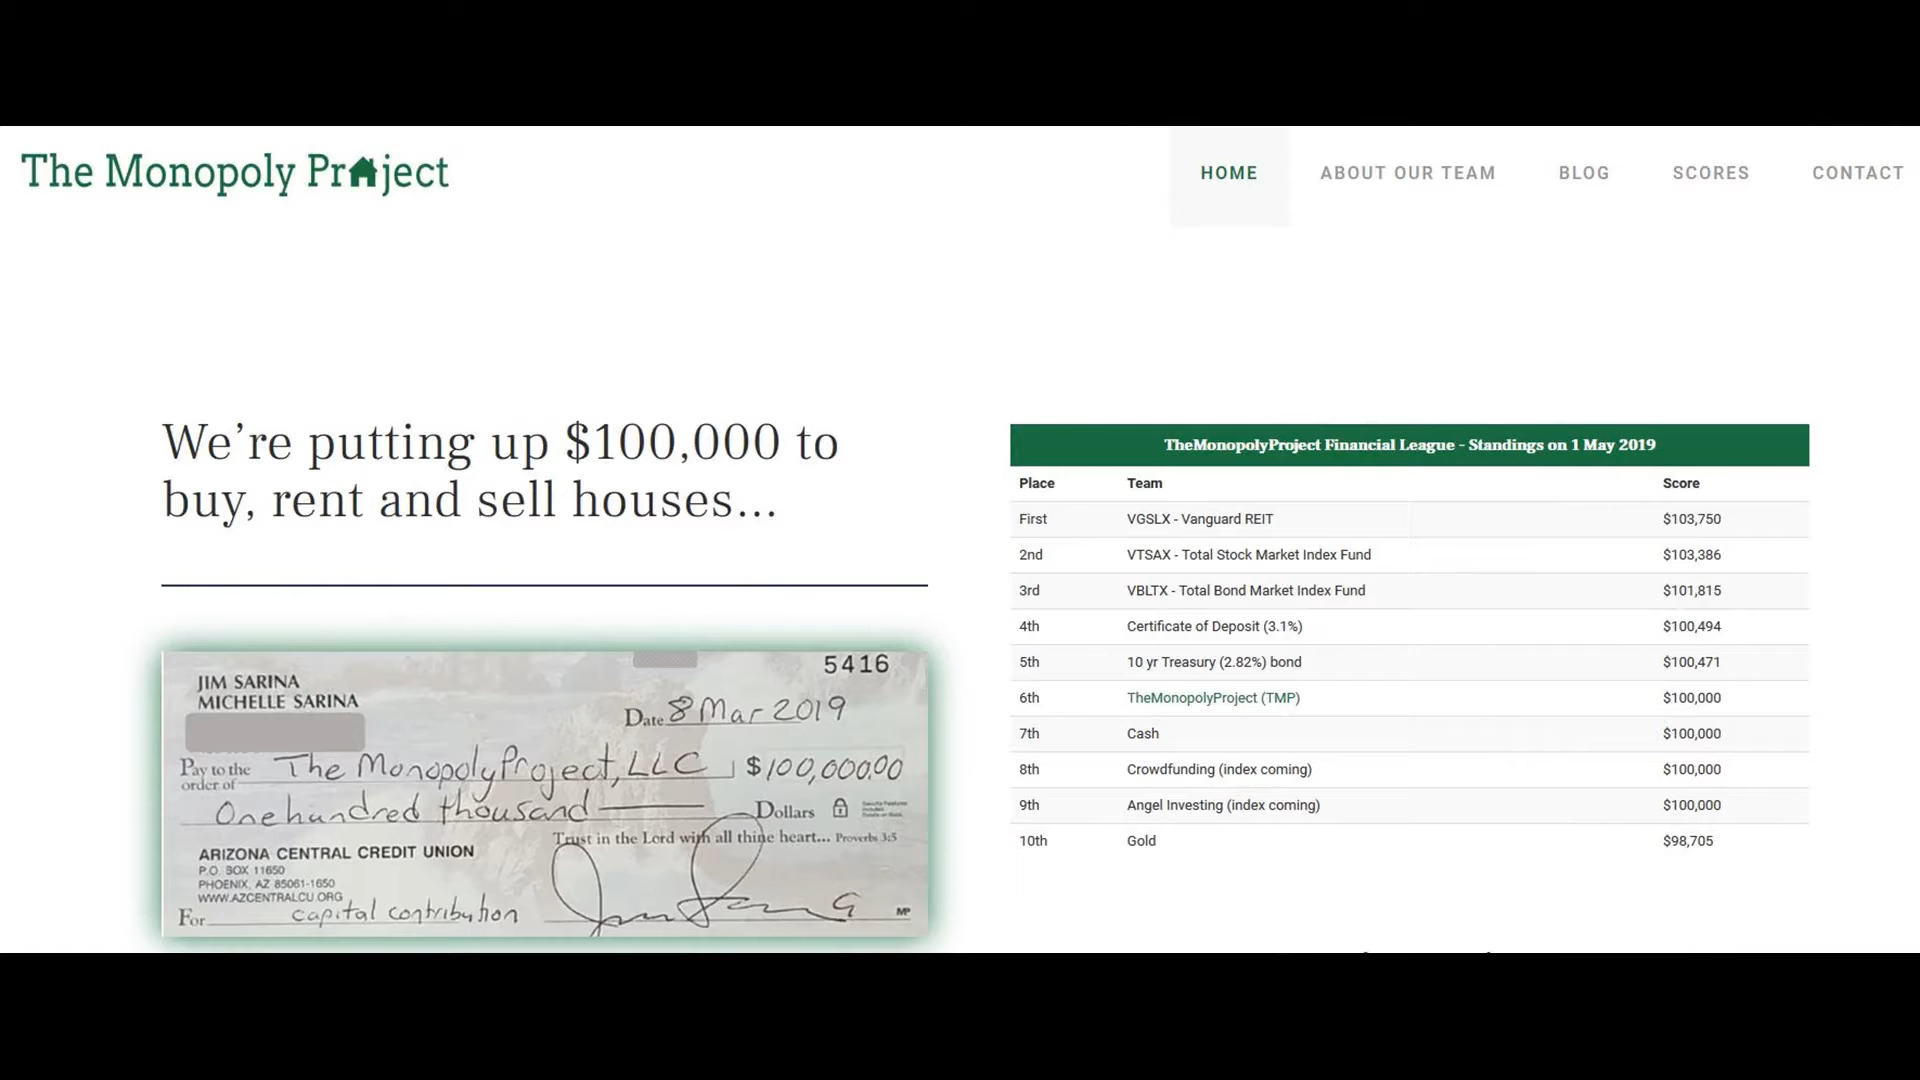 The Monopoly Project
HOME ABOUT OUR TEAM BLOG SCORES CONTACT
We're putting up $100,000 to
buy, rent and sell houses...
5416
JIM SARINA
MICHELLE SARINA
Date 8 Mar 2019
Pay to the order of The MonopolyProject, LLC $100,000.00
One hundred thousand Dollars
Trust in the Lord with all thine heart... Proverbs 3:5
ARIZONA CENTRAL CREDIT UNION
P.O. BOX 11650
PHOENIX, AZ 85061-1650
WWW.AZCENTRALCU.ORG
For capital contribution
MP
TheMonopolyProject Financial League - Standings on 1 May 2019
Place Team Score
First VGSLX - Vanguard REIT $103,750
2nd VTSAX - Total Stock Market Index Fund $103,386
3rd VBLTX - Total Bond Market Index Fund $101,815
4th Certificate of Deposit (3.1%) $100,494
5th 10 yr Treasury (2.82%) bond $100,471
6th TheMonopolyProject (TMP) $100,000
7th Cash $100,000
8th Crowdfunding (index coming) $100,000
9th Angel Investing (index coming) $100,000
10th Gold $98,705